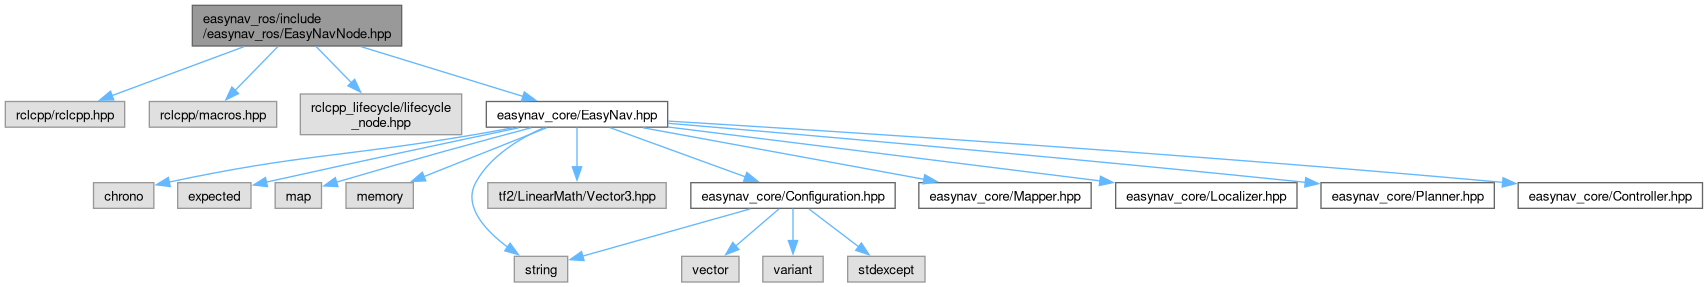 easynav_ros/include
/easynav_ros/EasyNavNode.hpp
rclcpp/rclcpp.hpp
rclcpp/macros.hpp
rclcpp_lifecycle/lifecycle
_node.hpp
easynav_core/EasyNav.hpp
chrono
expected
map
memory
tf2/LinearMath/Vector3.hpp
easynav_core/Configuration.hpp
easynav_core/Mapper.hpp
easynav_core/Localizer.hpp
easynav_core/Planner.hpp
easynav_core/Controller.hpp
string
vector
variant
stdexcept